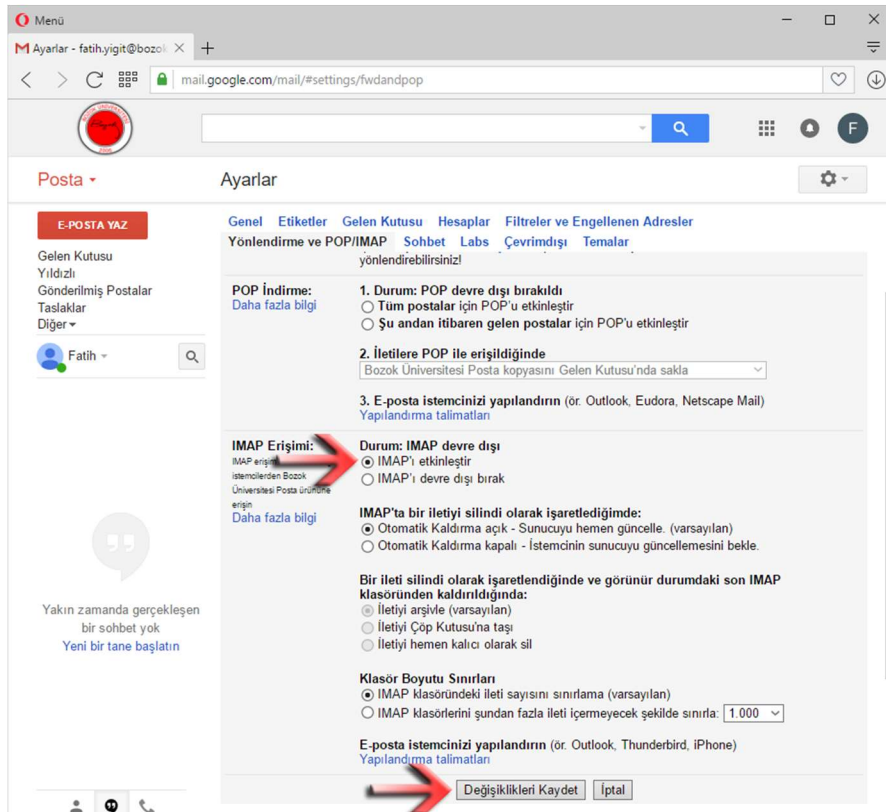 Menü
Ayarlar - fatih.yigit@bozok
mail.google.com/mail/#settings/fwdandpop
F
Posta
Ayarlar
E-POSTA YAZ
Gelen Kutusu
Yıldızlı
Gönderilmiş Postalar
Taslaklar
Diğer
Fatih
Yakın zamanda gerçekleşen
bir sohbet yok
Yeni bir tane başlatın
Genel Etiketler Gelen Kutusu Hesaplar Filtreler ve Engellenen Adresler
Yönlendirme ve POP/IMAP Sohbet Labs Çevrimdışı Temalar
yönlendirebilirsiniz!
POP İndirme:
Daha fazla bilgi
1. Durum: POP devre dışı bırakıldı
Tüm postalar için POP'u etkinleştir
Şu andan itibaren gelen postalar için POP'u etkinleştir
2. İletilere POP ile erişildiğinde
Bozok Üniversitesi Posta kopyasını Gelen Kutusu'nda sakla
3. E-posta istemcinizi yapılandırın (ör. Outlook, Eudora, Netscape Mail)
Yapılandırma talimatları
IMAP Erişimi:
IMAP
istemcilerden Bozok
Üniversitesi Posta ürününe
erişin
Daha fazla bilgi
Durum: IMAP devre dışı
IMAP'ı etkinleştir
IMAP'ı devre dışı bırak
IMAP'ta bir iletiyi silindi olarak işaretlediğimde:
Otomatik Kaldırma açık - Sunucuyu hemen güncelle. (varsayılan)
Otomatik Kaldırma kapalı - İstemcinin sunucuyu güncellemesini bekle.
Bir ileti silindi olarak işaretlendiğinde ve görünür durumdaki son IMAP
klasöründen kaldırıldığında:
İletiyi arşivle (varsayılan)
İletiyi Çöp Kutusu'na taşı
İletiyi hemen kalıcı olarak sil
Klasör Boyutu Sınırları
IMAP klasöründeki ileti sayısını sınırlama (varsayılan)
IMAP klasörlerini şundan fazla ileti içermeyecek şekilde sınırla: 1.000
E-posta istemcinizi yapılandırın (ör. Outlook, Thunderbird, iPhone)
Yapılandırma talimatları
Değişiklikleri Kaydet İptal